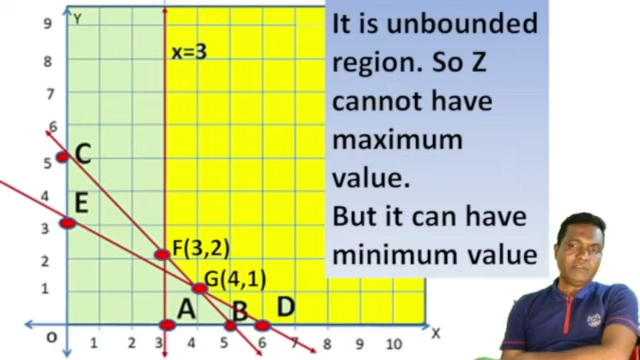 9
Y
8
x=3
7
6
5
C
4
E
3
F(3,2)
2
G(4,1)
1
A
B
D
O
1
2
3
4
5
6
7
8
9
10
X
It is unbounded
region. So Z
cannot have
maximum
value.
But it can have
minimum value